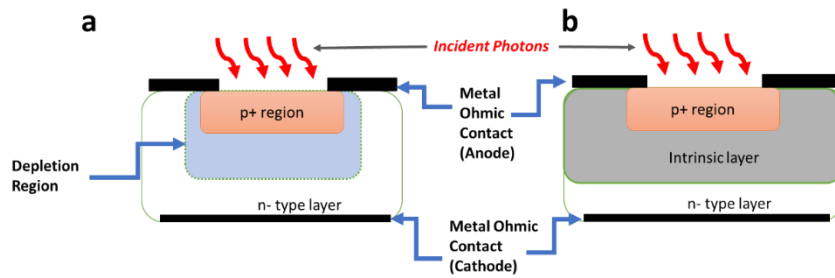 a
b
Incident Photons
p+ region
p+ region
Metal
Ohmic
Contact
(Anode)
Depletion
Region
Intrinsic layer
n- type layer
n- type layer
Metal Ohmic
Contact
(Cathode)